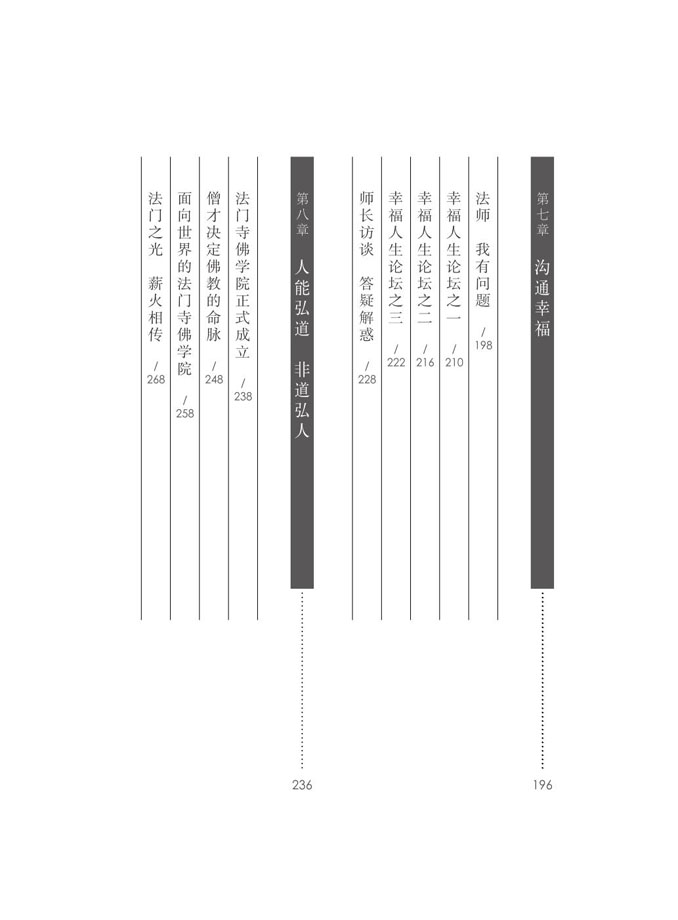 第七章 沟通幸福 196
法师 我有问题 / 198
幸福人生论坛之一 / 210
幸福人生论坛之二 / 216
幸福人生论坛之三 / 222
师长访谈 答疑解惑 / 228
第八章 人能弘道 非道弘人 236
法门寺佛学院正式成立 / 238
僧才决定佛教的命脉 / 248
面向世界的法门寺佛学院 / 258
法门之光 薪火相传 / 268